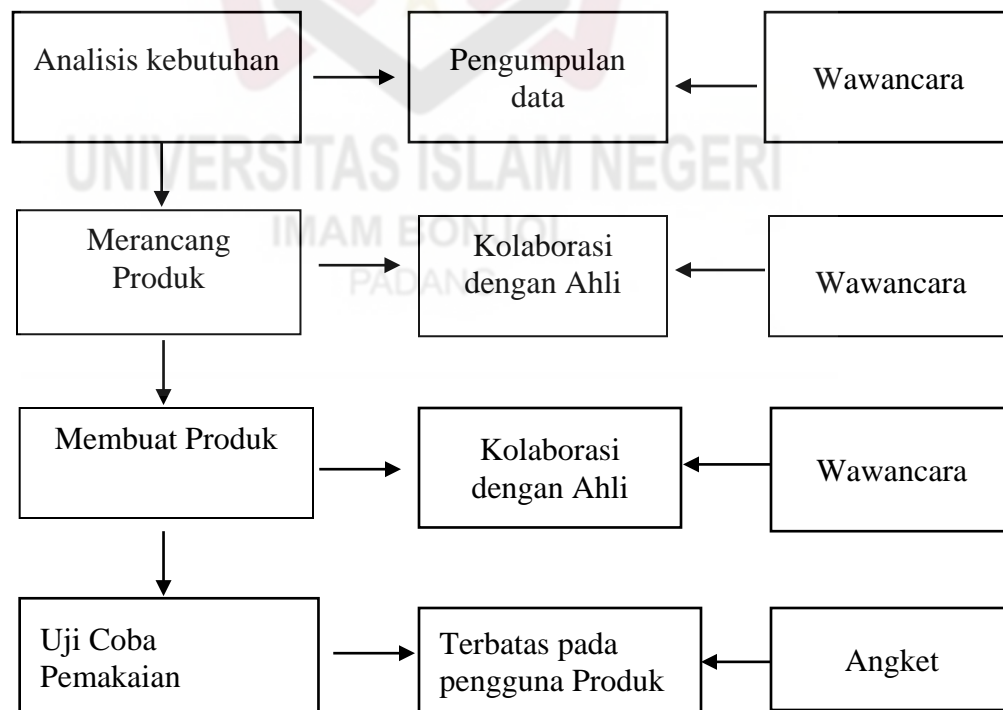 Analisis kebutuhan
Pengumpulan
data
Wawancara
UNIVERSITAS ISLAM NEGERI
IMAM BONJOL
PADANG
Merancang
Produk
Kolaborasi
dengan Ahli
Wawancara
Membuat Produk
Kolaborasi
dengan Ahli
Wawancara
Uji Coba
Pemakaian
Terbatas pada
pengguna Produk
Angket